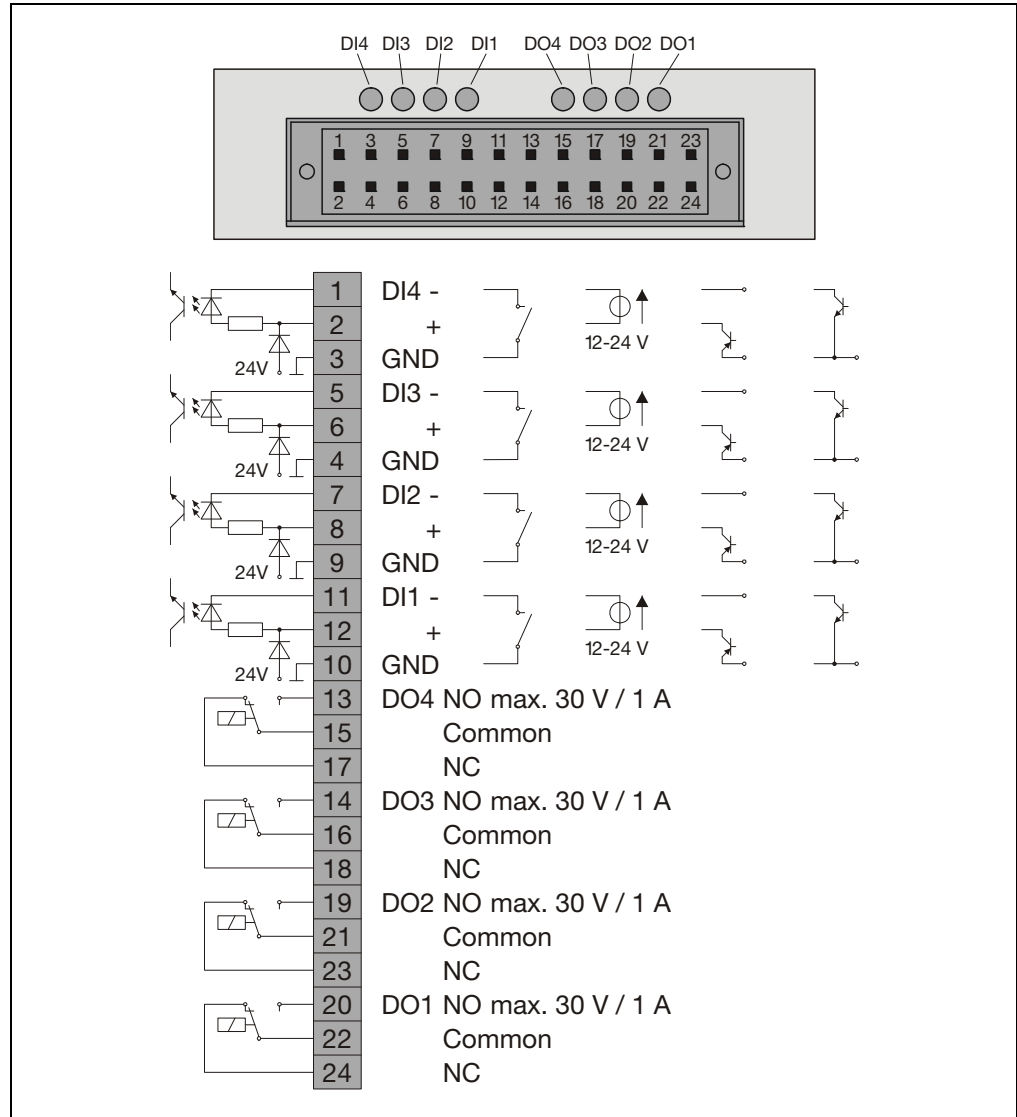 DI4 DI3 DI2 DI1 DO4 DO3 DO2 DO1
1 3 5 7 9 11 13 15 17 19 21 23
2 4 6 8 10 12 14 16 18 20 22 24
1 DI4 -
2 +
12-24 V
24V 3 GND
5 DI3 -
6 +
12-24 V
24V 4 GND
7 DI2 -
8 +
12-24 V
24V 9 GND
11 DI1 -
12 +
12-24 V
24V 10 GND
13 DO4 NO max. 30 V / 1 A
15 Common
17 NC
14 DO3 NO max. 30 V / 1 A
16 Common
18 NC
19 DO2 NO max. 30 V / 1 A
21 Common
23 NC
20 DO1 NO max. 30 V / 1 A
22 Common
24 NC